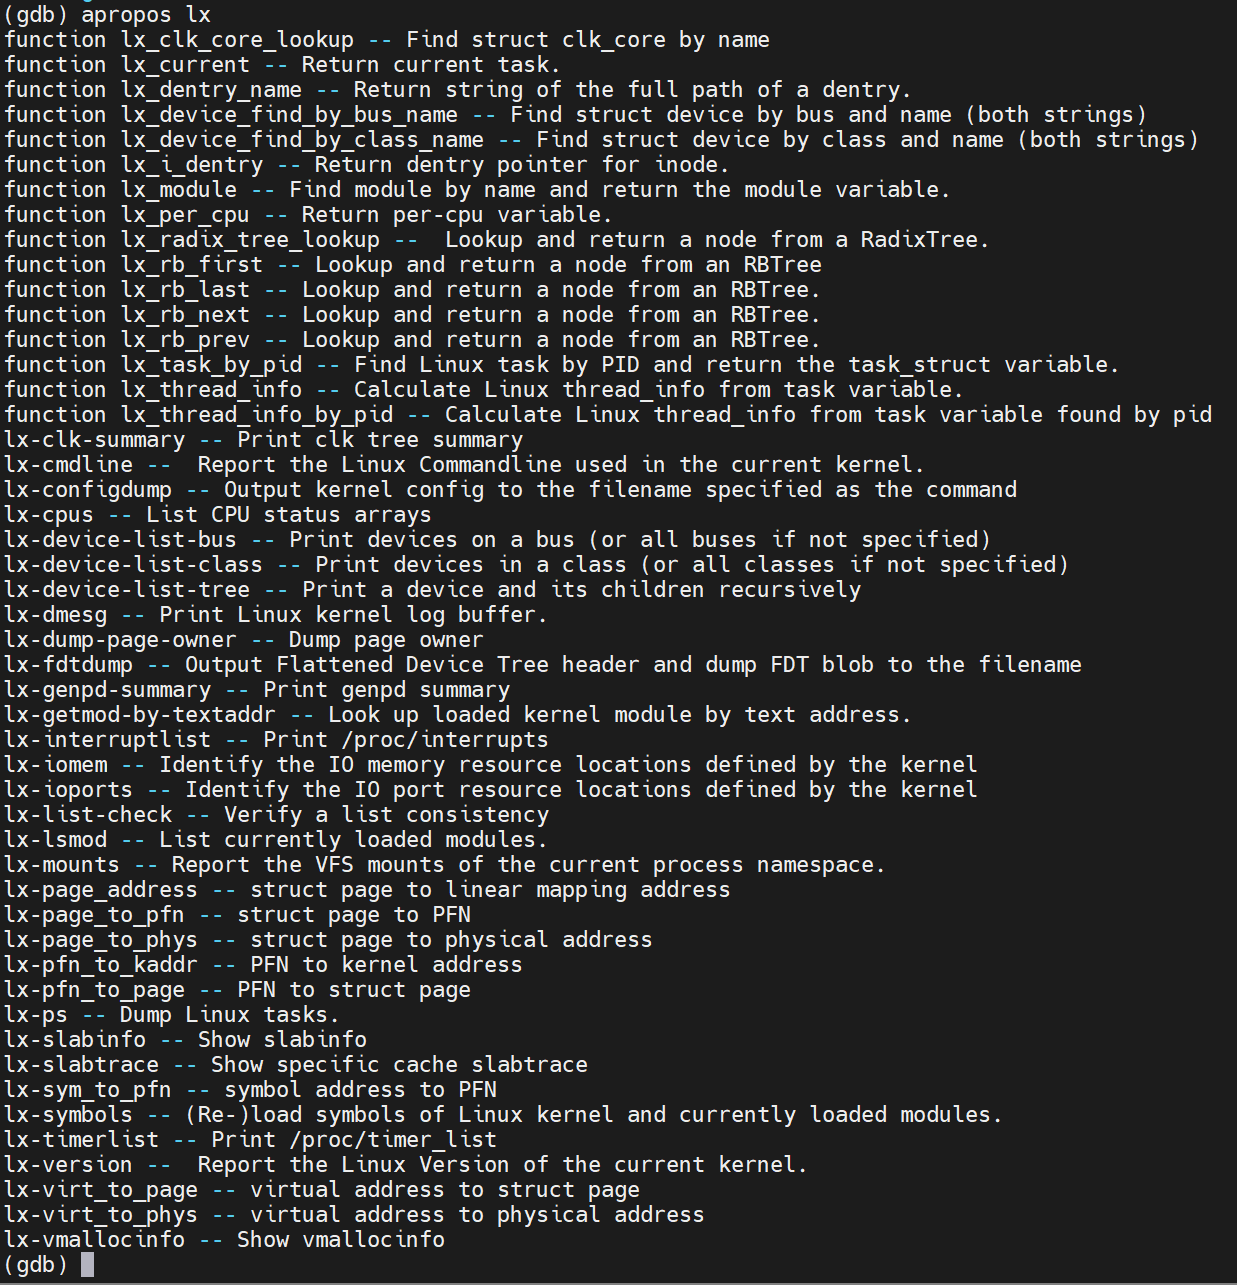 (gdb) apropos lx
function lx_clk_core_lookup -- Find struct clk_core by name
function lx_current -- Return current task.
function lx_dentry_name -- Return string of the full path of a dentry.
function lx_device_find_by_bus_name -- Find struct device by bus and name (both strings)
function lx_device_find_by_class_name -- Find struct device by class and name (both strings)
function lx_i_dentry -- Return dentry pointer for inode.
function lx_module -- Find module by name and return the module variable.
function lx_per_cpu -- Return per-cpu variable.
function lx_radix_tree_lookup --  Lookup and return a node from a RadixTree.
function lx_rb_first -- Lookup and return a node from an RBTree
function lx_rb_last -- Lookup and return a node from an RBTree.
function lx_rb_next -- Lookup and return a node from an RBTree.
function lx_rb_prev -- Lookup and return a node from an RBTree.
function lx_task_by_pid -- Find Linux task by PID and return the task_struct variable.
function lx_thread_info -- Calculate Linux thread_info from task variable.
function lx_thread_info_by_pid -- Calculate Linux thread_info from task variable found by pid
lx-clk-summary -- Print clk tree summary
lx-cmdline --  Report the Linux Commandline used in the current kernel.
lx-configdump -- Output kernel config to the filename specified as the command
lx-cpus -- List CPU status arrays
lx-device-list-bus -- Print devices on a bus (or all buses if not specified)
lx-device-list-class -- Print devices in a class (or all classes if not specified)
lx-device-list-tree -- Print a device and its children recursively
lx-dmesg -- Print Linux kernel log buffer.
lx-dump-page-owner -- Dump page owner
lx-fdtdump -- Output Flattened Device Tree header and dump FDT blob to the filename
lx-genpd-summary -- Print genpd summary
lx-getmod-by-textaddr -- Look up loaded kernel module by text address.
lx-interruptlist -- Print /proc/interrupts
lx-iomem -- Identify the IO memory resource locations defined by the kernel
lx-ioports -- Identify the IO port resource locations defined by the kernel
lx-list-check -- Verify a list consistency
lx-lsmod -- List currently loaded modules.
lx-mounts -- Report the VFS mounts of the current process namespace.
lx-page_address -- struct page to linear mapping address
lx-page_to_pfn -- struct page to PFN
lx-page_to_phys -- struct page to physical address
lx-pfn_to_kaddr -- PFN to kernel address
lx-pfn_to_page -- PFN to struct page
lx-ps -- Dump Linux tasks.
lx-slabinfo -- Show slabinfo
lx-slabtrace -- Show specific cache slabtrace
lx-sym_to_pfn -- symbol address to PFN
lx-symbols -- (Re-)load symbols of Linux kernel and currently loaded modules.
lx-timerlist -- Print /proc/timer_list
lx-version --  Report the Linux Version of the current kernel.
lx-virt_to_page -- virtual address to struct page
lx-virt_to_phys -- virtual address to physical address
lx-vmallocinfo -- Show vmallocinfo
(gdb)